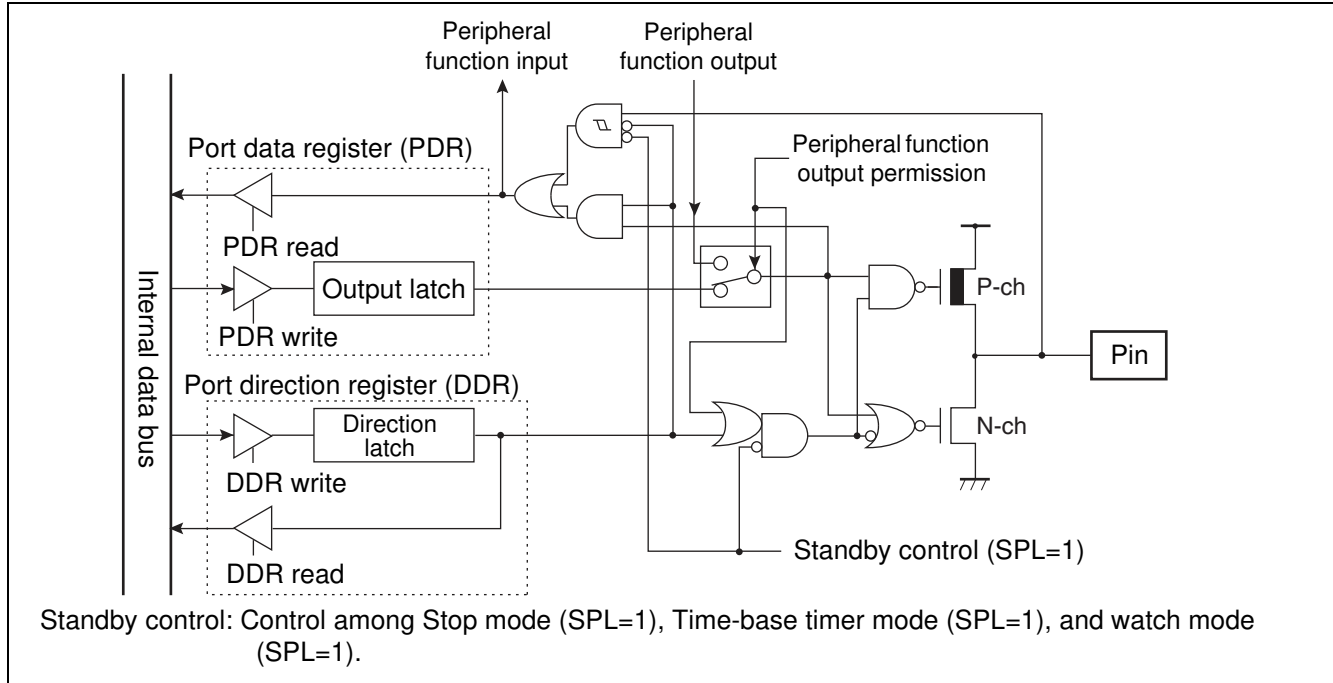 Peripheral
function input
Peripheral
function output
Port data register (PDR)
Peripheral function
output permission
PDR read
Output latch
PDR write
P-ch
Pin
Internal data bus
Port direction register (DDR)
Direction
latch
N-ch
DDR write
Standby control (SPL=1)
DDR read
Standby control: Control among Stop mode (SPL=1), Time-base timer mode (SPL=1), and watch mode
(SPL=1).